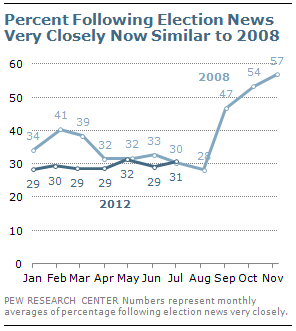 Percent Following Election News
Very Closely Now Similar to 2008
60
50
40
30
20
10
0
2008
34 41 39 32 32 33 30 28 47 54 57
29 30 29 29 32 29 31
2012
Jan Feb Mar Apr May Jun Jul Aug Sep Oct Nov
PEW RESEARCH CENTER Numbers represent monthly
averages of percentage following election news very closely.